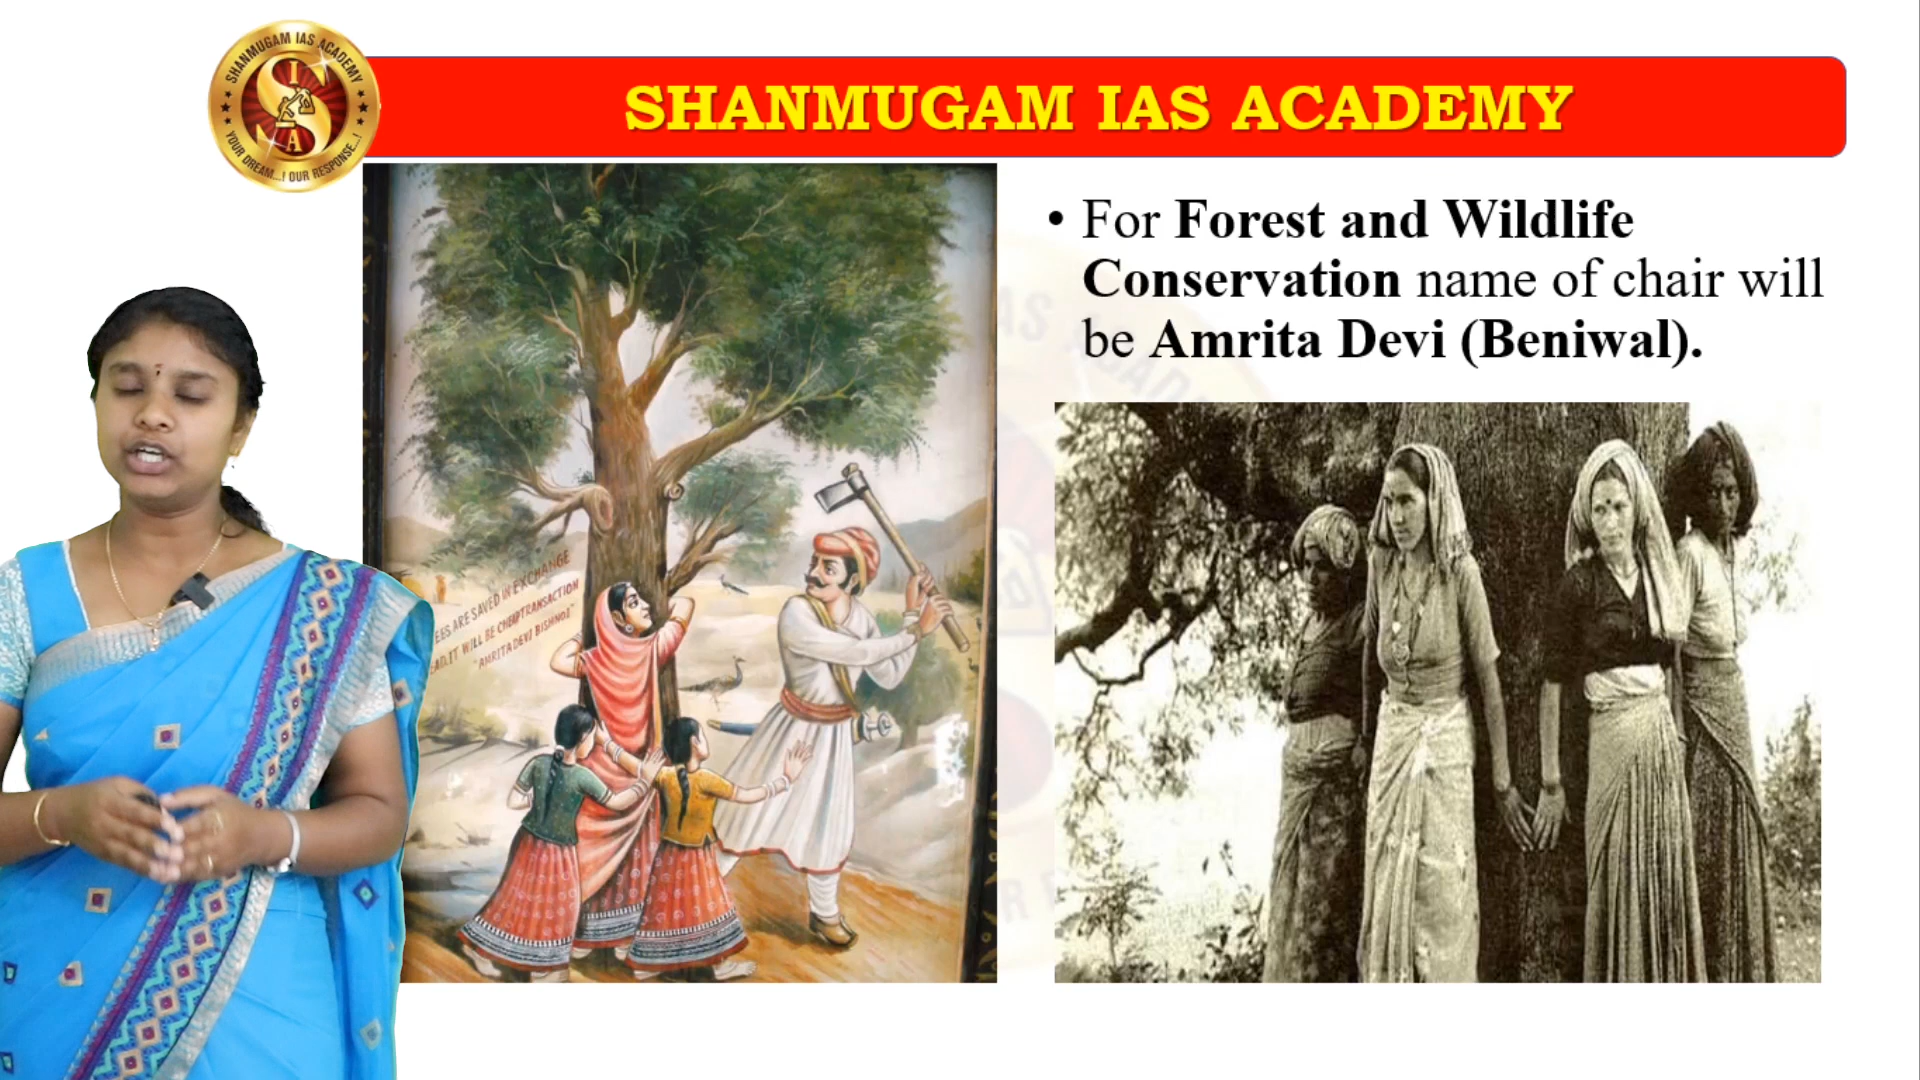 SHANMUGAM IAS ACADEMY
YOUR DREAM...! OUR RESPONSE...!
I
A
SHANMUGAM IAS ACADEMY
• For Forest and Wildlife
Conservation name of chair will
be Amrita Devi (Beniwal).
EES ARE SAVED IN EXCHANGE
AD, IT WILL BE CHEAP TRANSACTION
"AMRITA DEVI BISHNOI"